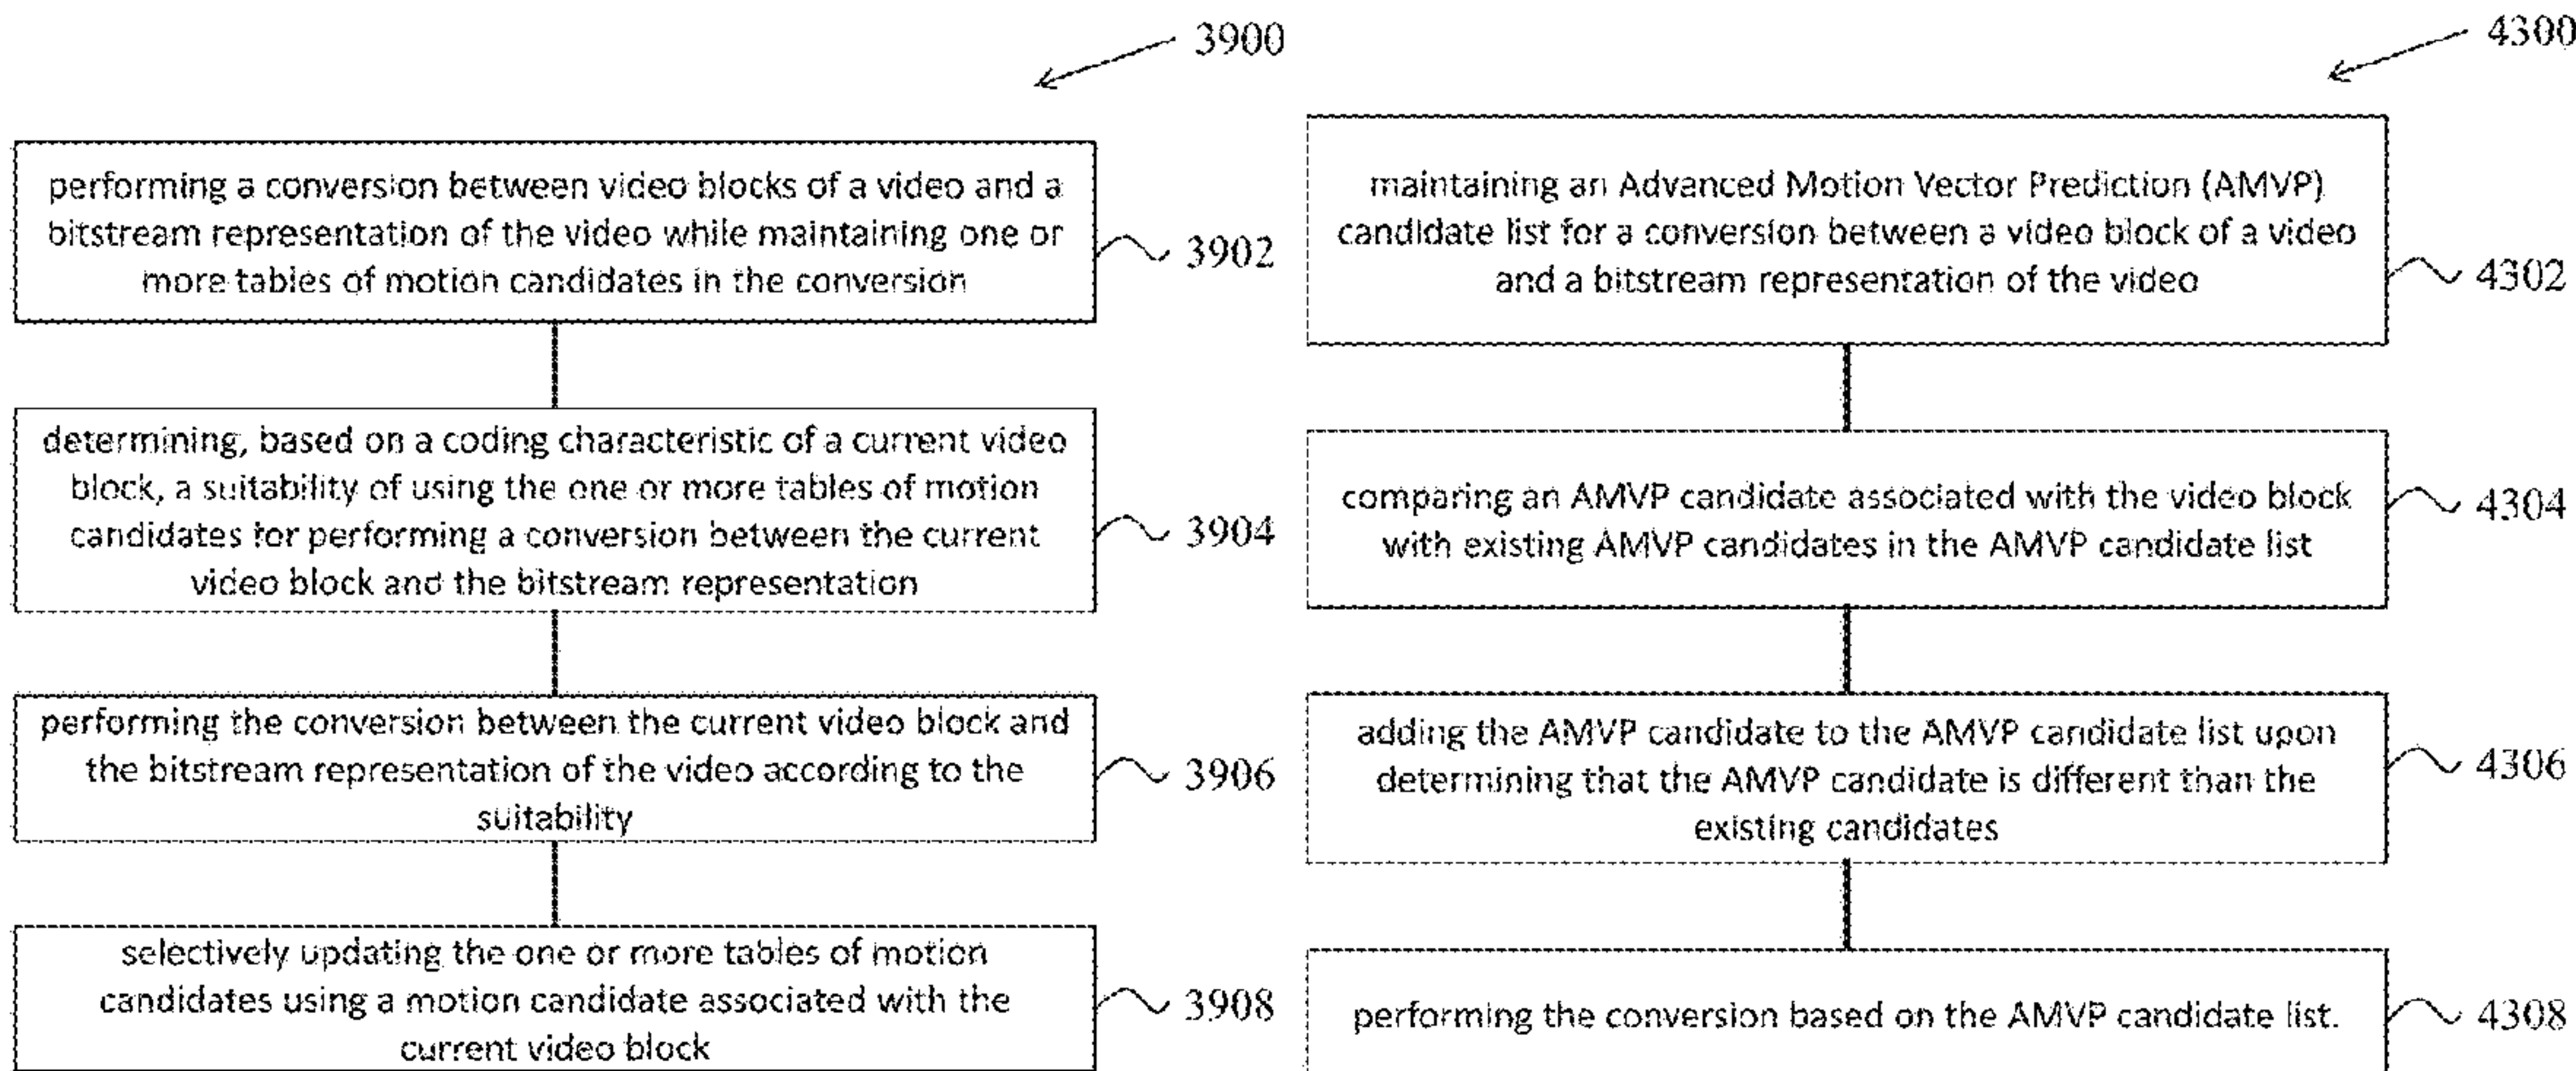 3900
performing a conversion between video blocks of a video and a
bitstream representation of the video while maintaining one or
more tables of motion candidates in the conversion
3902
determining, based on a coding characteristic of a current video
block, a suitability of using the one or more tables of motion
candidates for performing a conversion between the current
video block and the bitstream representation
3904
performing the conversion between the current video block and
the bitstream representation of the video according to the
suitability
3906
selectively updating the one or more tables of motion
candidates using a motion candidate associated with the
current video block
3908
4300
maintaining an Advanced Motion Vector Prediction (AMVP)
candidate list for a conversion between a video block of a video
and a bitstream representation of the video
4302
comparing an AMVP candidate associated with the video block
with existing AMVP candidates in the AMVP candidate list
4304
adding the AMVP candidate to the AMVP candidate list upon
determining that the AMVP candidate is different than the
existing candidates
4306
performing the conversion based on the AMVP candidate list.
4308